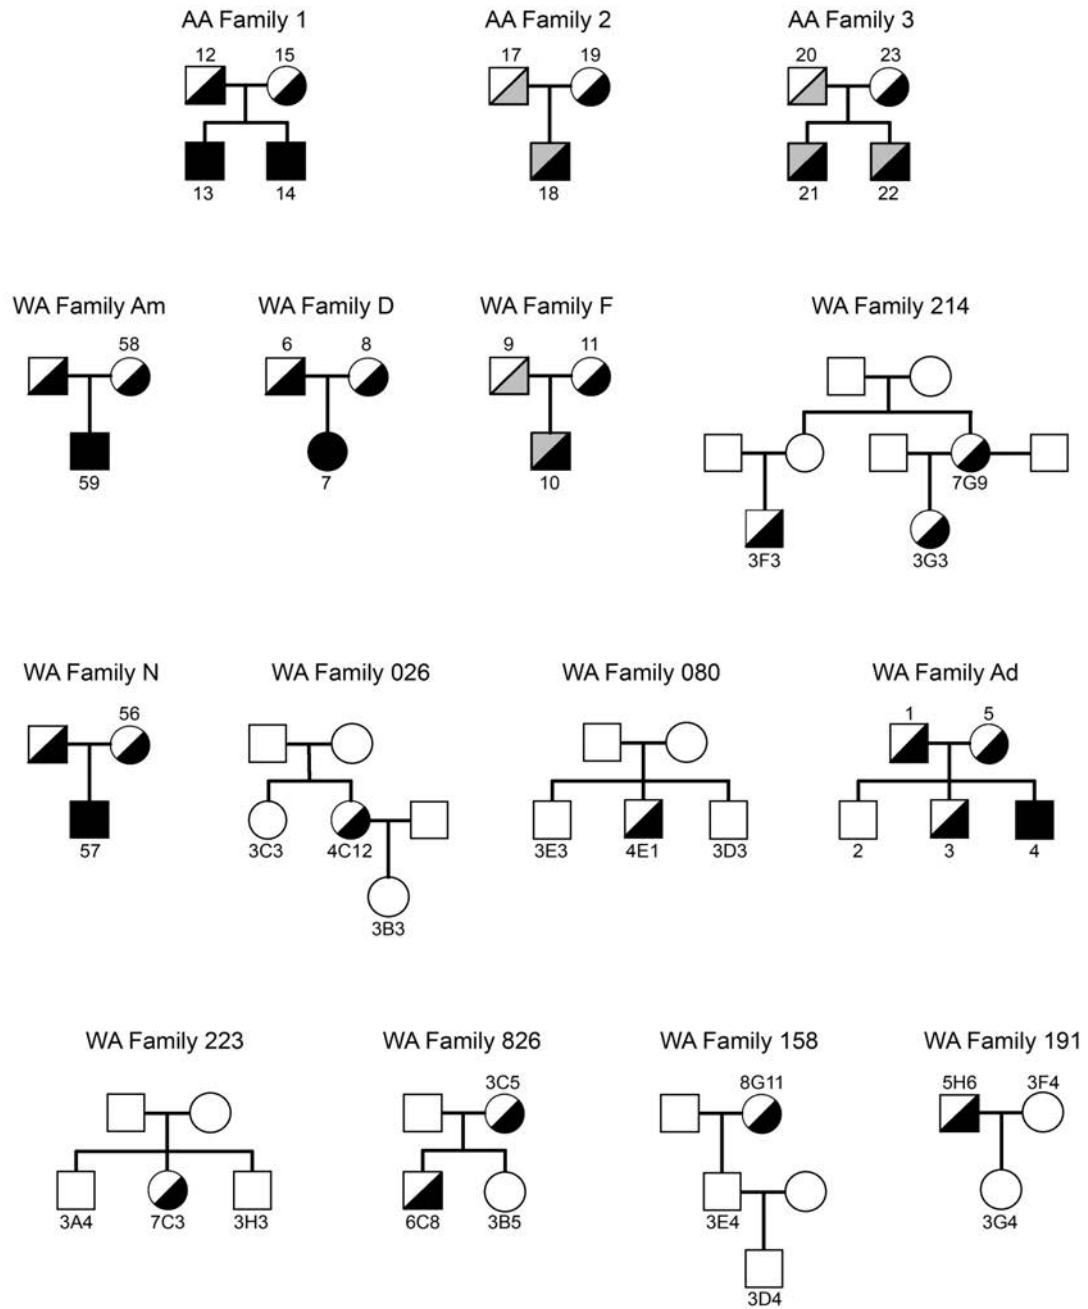 AA Family 1 AA Family 2 AA Family 3
12 15 17 19 20 23
13 14 18 21 22
WA Family Am WA Family D WA Family F WA Family 214
58 6 8 9 11
59 7 10 7G9
3F3 3G3
WA Family N WA Family 026 WA Family 080 WA Family Ad
56 1 5
57 3C3 4C12 3E3 4E1 3D3 2 3 4
3B3
WA Family 223 WA Family 826 WA Family 158 WA Family 191
3C5 8G11 5H6 3F4
3A4 7C3 3H3 6C8 3B5 3E4 3G4
3D4